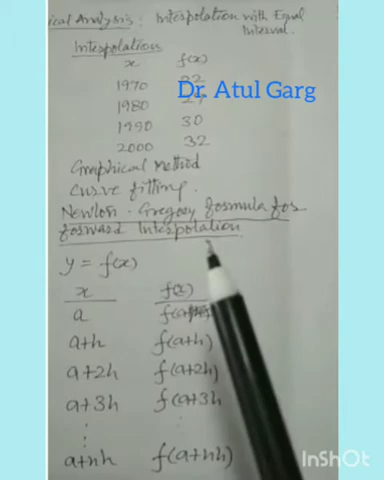 ical Analysis: Interpolation with Equal
Interval.
Interpolation
x f(x)
1970
Dr. Atul Garg
1980
1990 30
2000 32
Graphical Method
Curve fitting.
Newton-Gregory formula for
forward Interpolation
y = f(x)
x f(x)
a
a+h f(a+h)
a+2h f(a+2h)
a+3h f(a+3h
⋮ ⋮
a+nh f(a+nh)
InShOt